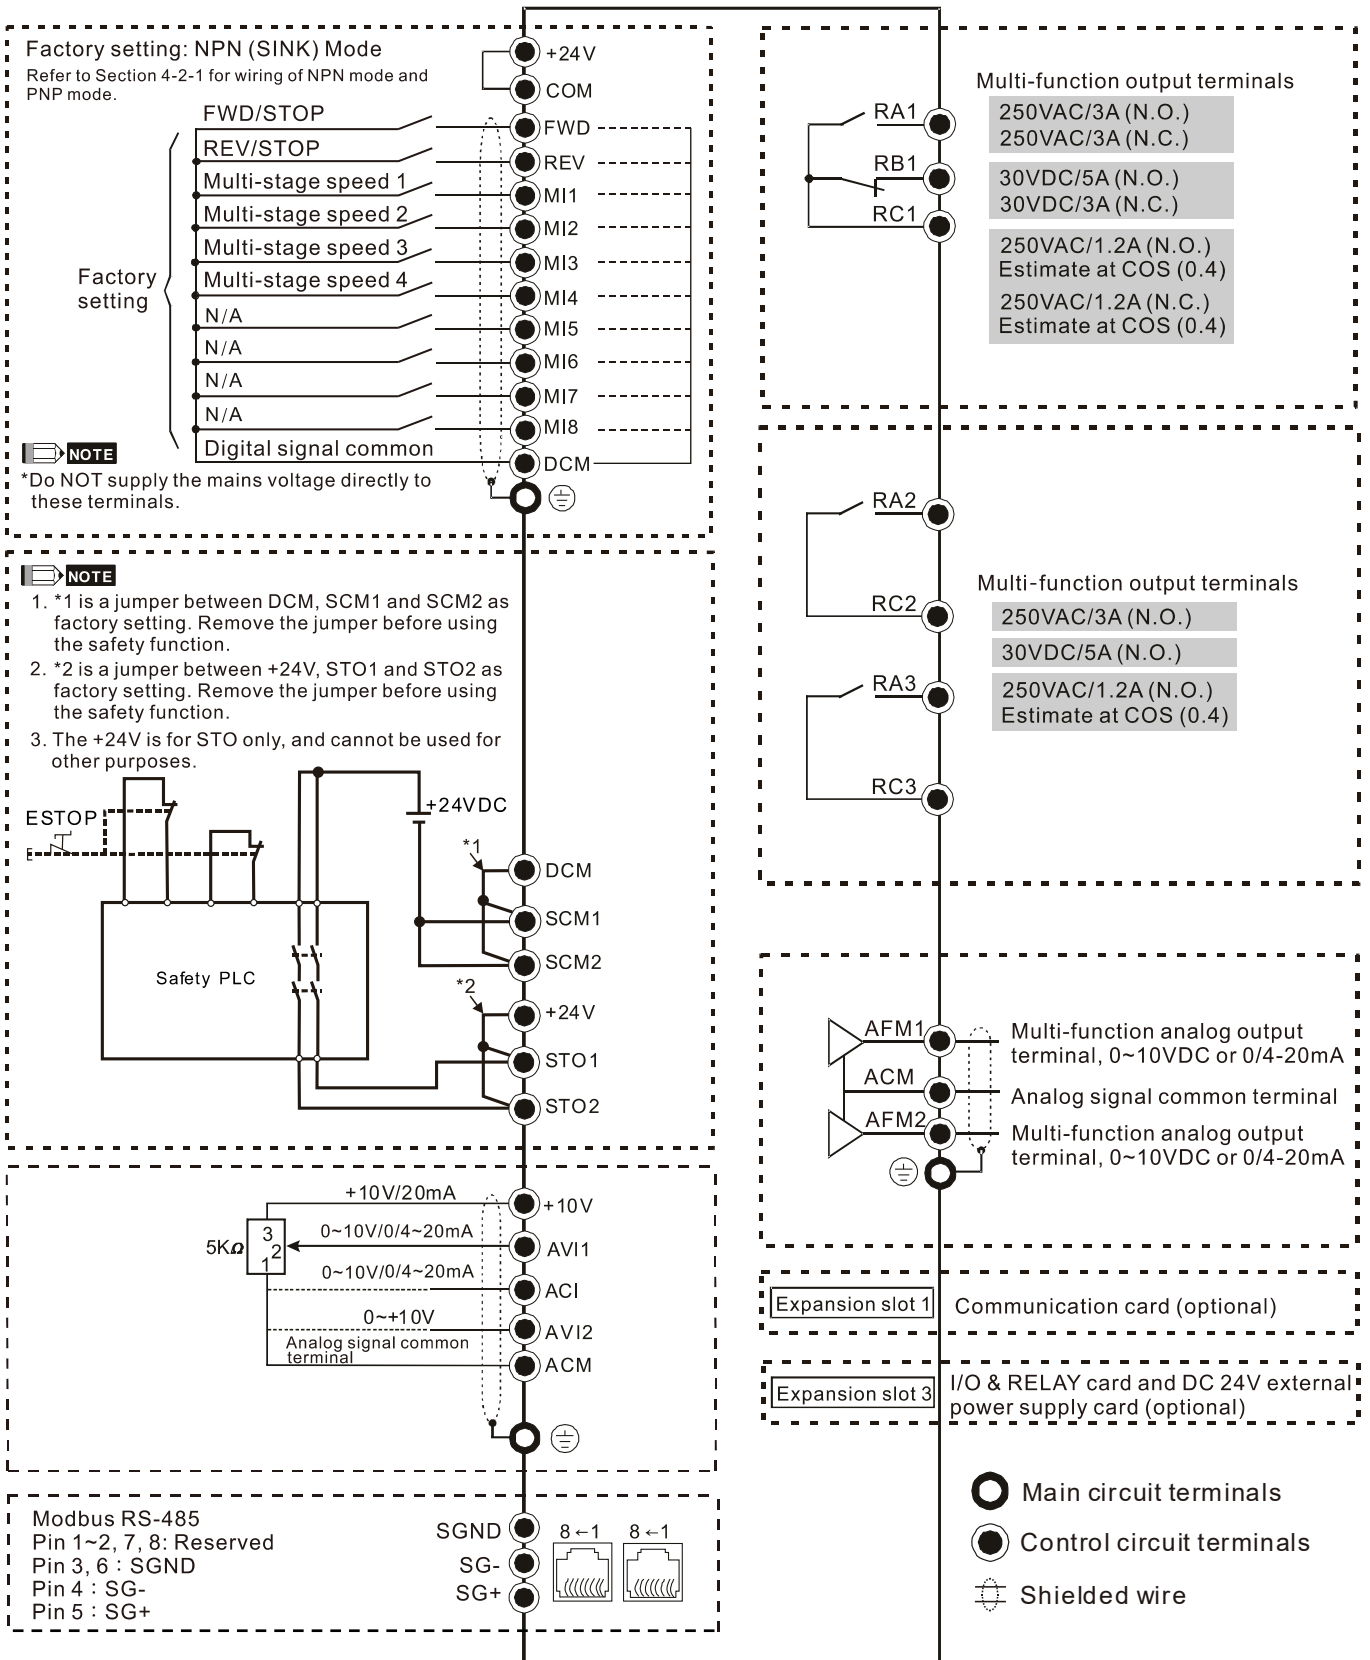 Factory setting: NPN (SINK) Mode
Refer to Section 4-2-1 for wiring of NPN mode and
PNP mode.
FWD/STOP
REV/STOP
Multi-stage speed 1
Multi-stage speed 2
Multi-stage speed 3
Multi-stage speed 4
N/A
N/A
N/A
N/A
Digital signal common
Factory
setting
+24V
COM
FWD
REV
MI1
MI2
MI3
MI4
MI5
MI6
MI7
MI8
DCM
NOTE
*Do NOT supply the mains voltage directly to
these terminals.
NOTE
1. *1 is a jumper between DCM, SCM1 and SCM2 as
factory setting. Remove the jumper before using
the safety function.
2. *2 is a jumper between +24V, STO1 and STO2 as
factory setting. Remove the jumper before using
the safety function.
3. The +24V is for STO only, and cannot be used for
other purposes.
ESTOP
+24VDC
Safety PLC
*1
DCM
SCM1
SCM2
*2
+24V
STO1
STO2
+10V/20mA
0~10V/0/4~20mA
0~10V/0/4~20mA
0~+10V
Analog signal common
terminal
5KΩ
3
2
1
+10V
AVI1
ACI
AVI2
ACM
Modbus RS-485
Pin 1~2, 7, 8: Reserved
Pin 3, 6 : SGND
Pin 4 : SG-
Pin 5 : SG+
SGND
SG-
SG+
8←1
8←1
RA1
RB1
RC1
Multi-function output terminals
250VAC/3A (N.O.)
250VAC/3A (N.C.)
30VDC/5A (N.O.)
30VDC/3A (N.C.)
250VAC/1.2A (N.O.)
Estimate at COS (0.4)
250VAC/1.2A (N.C.)
Estimate at COS (0.4)
RA2
RC2
RA3
RC3
Multi-function output terminals
250VAC/3A (N.O.)
30VDC/5A (N.O.)
250VAC/1.2A (N.O.)
Estimate at COS (0.4)
AFM1
ACM
AFM2
Multi-function analog output
terminal, 0~10VDC or 0/4-20mA
Analog signal common terminal
Multi-function analog output
terminal, 0~10VDC or 0/4-20mA
Expansion slot 1
Communication card (optional)
Expansion slot 3
I/O & RELAY card and DC 24V external
power supply card (optional)
Main circuit terminals
Control circuit terminals
Shielded wire